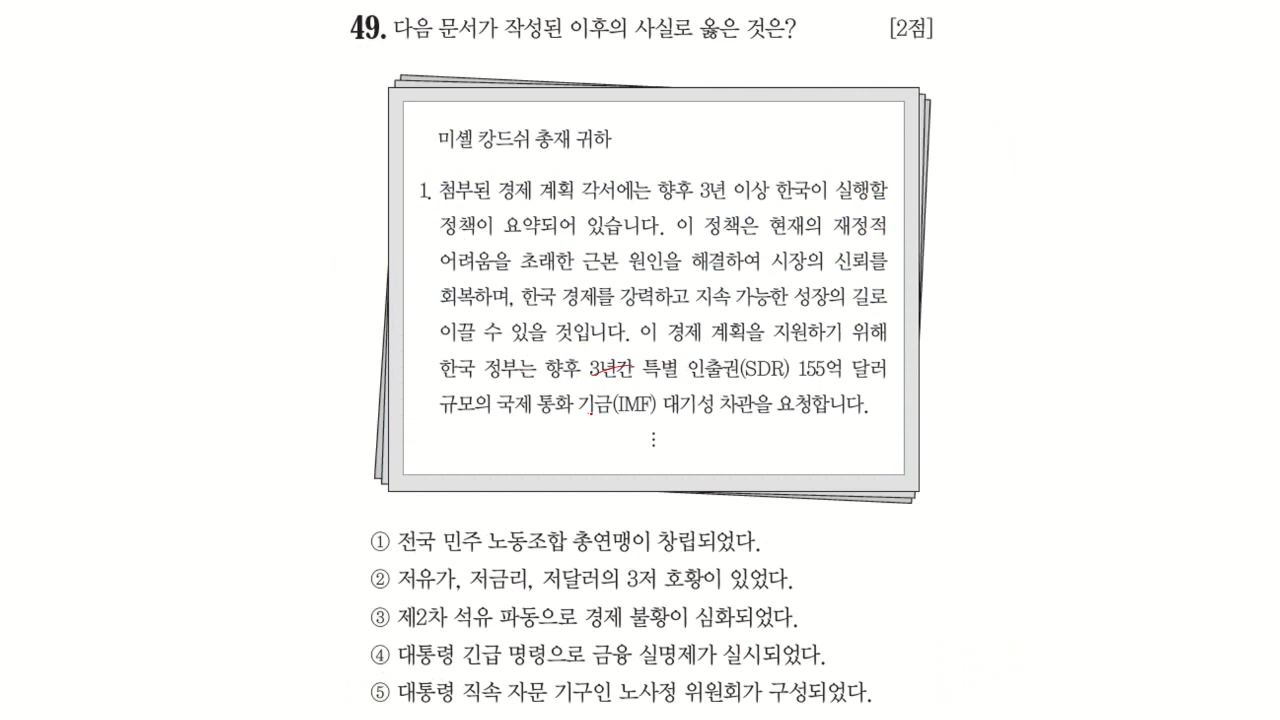 49. 다음 문서가 작성된 이후의 사실로 옳은 것은? [2점]
미셸 캉드쉬 총재 귀하
1. 첨부된 경제 계획 각서에는 향후 3년 이상 한국이 실행할
정책이 요약되어 있습니다. 이 정책은 현재의 재정적
어려움을 초래한 근본 원인을 해결하여 시장의 신뢰를
회복하며, 한국 경제를 강력하고 지속 가능한 성장의 길로
이끌 수 있을 것입니다. 이 경제 계획을 지원하기 위해
한국 정부는 향후 3년간 특별 인출권(SDR) 155억 달러
규모의 국제 통화 기금(IMF) 대기성 차관을 요청합니다.
⋮
① 전국 민주 노동조합 총연맹이 창립되었다.
② 저유가, 저금리, 저달러의 3저 호황이 있었다.
③ 제2차 석유 파동으로 경제 불황이 심화되었다.
④ 대통령 긴급 명령으로 금융 실명제가 실시되었다.
⑤ 대통령 직속 자문 기구인 노사정 위원회가 구성되었다.